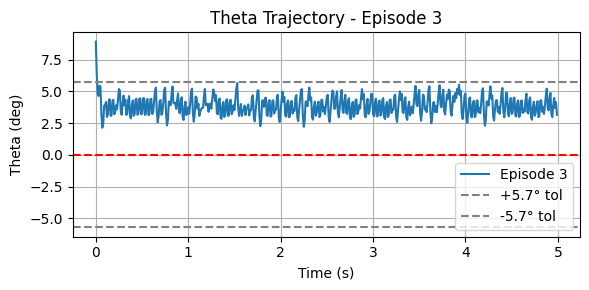 Theta Trajectory - Episode 3
Theta (deg)
7.5
5.0
2.5
0.0
−2.5
−5.0
0
1
2
3
4
5
Time (s)
Episode 3
+5.7° tol
-5.7° tol